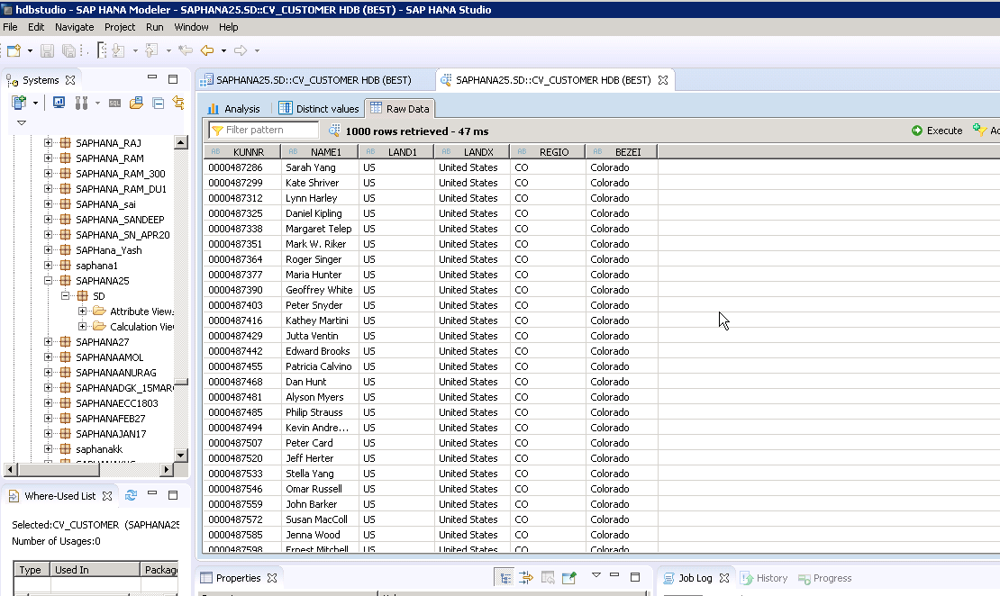 hdbstudio - SAP HANA Modeler - SAPHANA25.SD::CV_CUSTOMER HDB (BEST) - SAP HANA Studio
File Edit Navigate Project Run Window Help
Systems
SQL
SAPHANA_RAJ
SAPHANA_RAM
SAPHANA_RAM_300
SAPHANA_RAM_DU1
SAPHANA_sai
SAPHANA_SANDEEP
SAPHANA_SN_APR20
SAPHana_Yash
saphana1
SAPHANA25
SD
Attribute View
Calculation Vie
SAPHANA27
SAPHANAAMOL
SAPHANAANURAG
SAPHANADGK_15MAR
SAPHANAECC1803
SAPHANAFEB27
SAPHANAJAN17
saphanakk
Where-Used List
Selected:CV_CUSTOMER (SAPHANA25
Number of Usages:0
Type Used In Packag
SAPHANA25.SD::CV_CUSTOMER HDB (BEST) SAPHANA25.SD::CV_CUSTOMER HDB (BEST)
Analysis Distinct values Raw Data
Filter pattern 1000 rows retrieved - 47 ms Execute Ad
AB KUNNR AB NAME1 AB LAND1 AB LANDX AB REGIO AB BEZEI
0000487286 Sarah Yang US United States CO Colorado
0000487299 Kate Shriver US United States CO Colorado
0000487312 Lynn Harley US United States CO Colorado
0000487325 Daniel Kipling US United States CO Colorado
0000487338 Margaret Telep US United States CO Colorado
0000487351 Mark W. Riker US United States CO Colorado
0000487364 Roger Singer US United States CO Colorado
0000487377 Maria Hunter US United States CO Colorado
0000487390 Geoffrey White US United States CO Colorado
0000487403 Peter Snyder US United States CO Colorado
0000487416 Kathey Martini US United States CO Colorado
0000487429 Jutta Ventin US United States CO Colorado
0000487442 Edward Brooks US United States CO Colorado
0000487455 Patricia Calvino US United States CO Colorado
0000487468 Dan Hunt US United States CO Colorado
0000487481 Alyson Myers US United States CO Colorado
0000487485 Philip Strauss US United States CO Colorado
0000487494 Kevin Andre... US United States CO Colorado
0000487507 Peter Card US United States CO Colorado
0000487520 Jeff Herter US United States CO Colorado
0000487533 Stella Yang US United States CO Colorado
0000487546 Omar Russell US United States CO Colorado
0000487559 John Barker US United States CO Colorado
0000487572 Susan MacColl US United States CO Colorado
0000487585 Jenna Wood US United States CO Colorado
0000487598 Ernest Mitchell US United States CO Colorado
Properties
Job Log History Progress